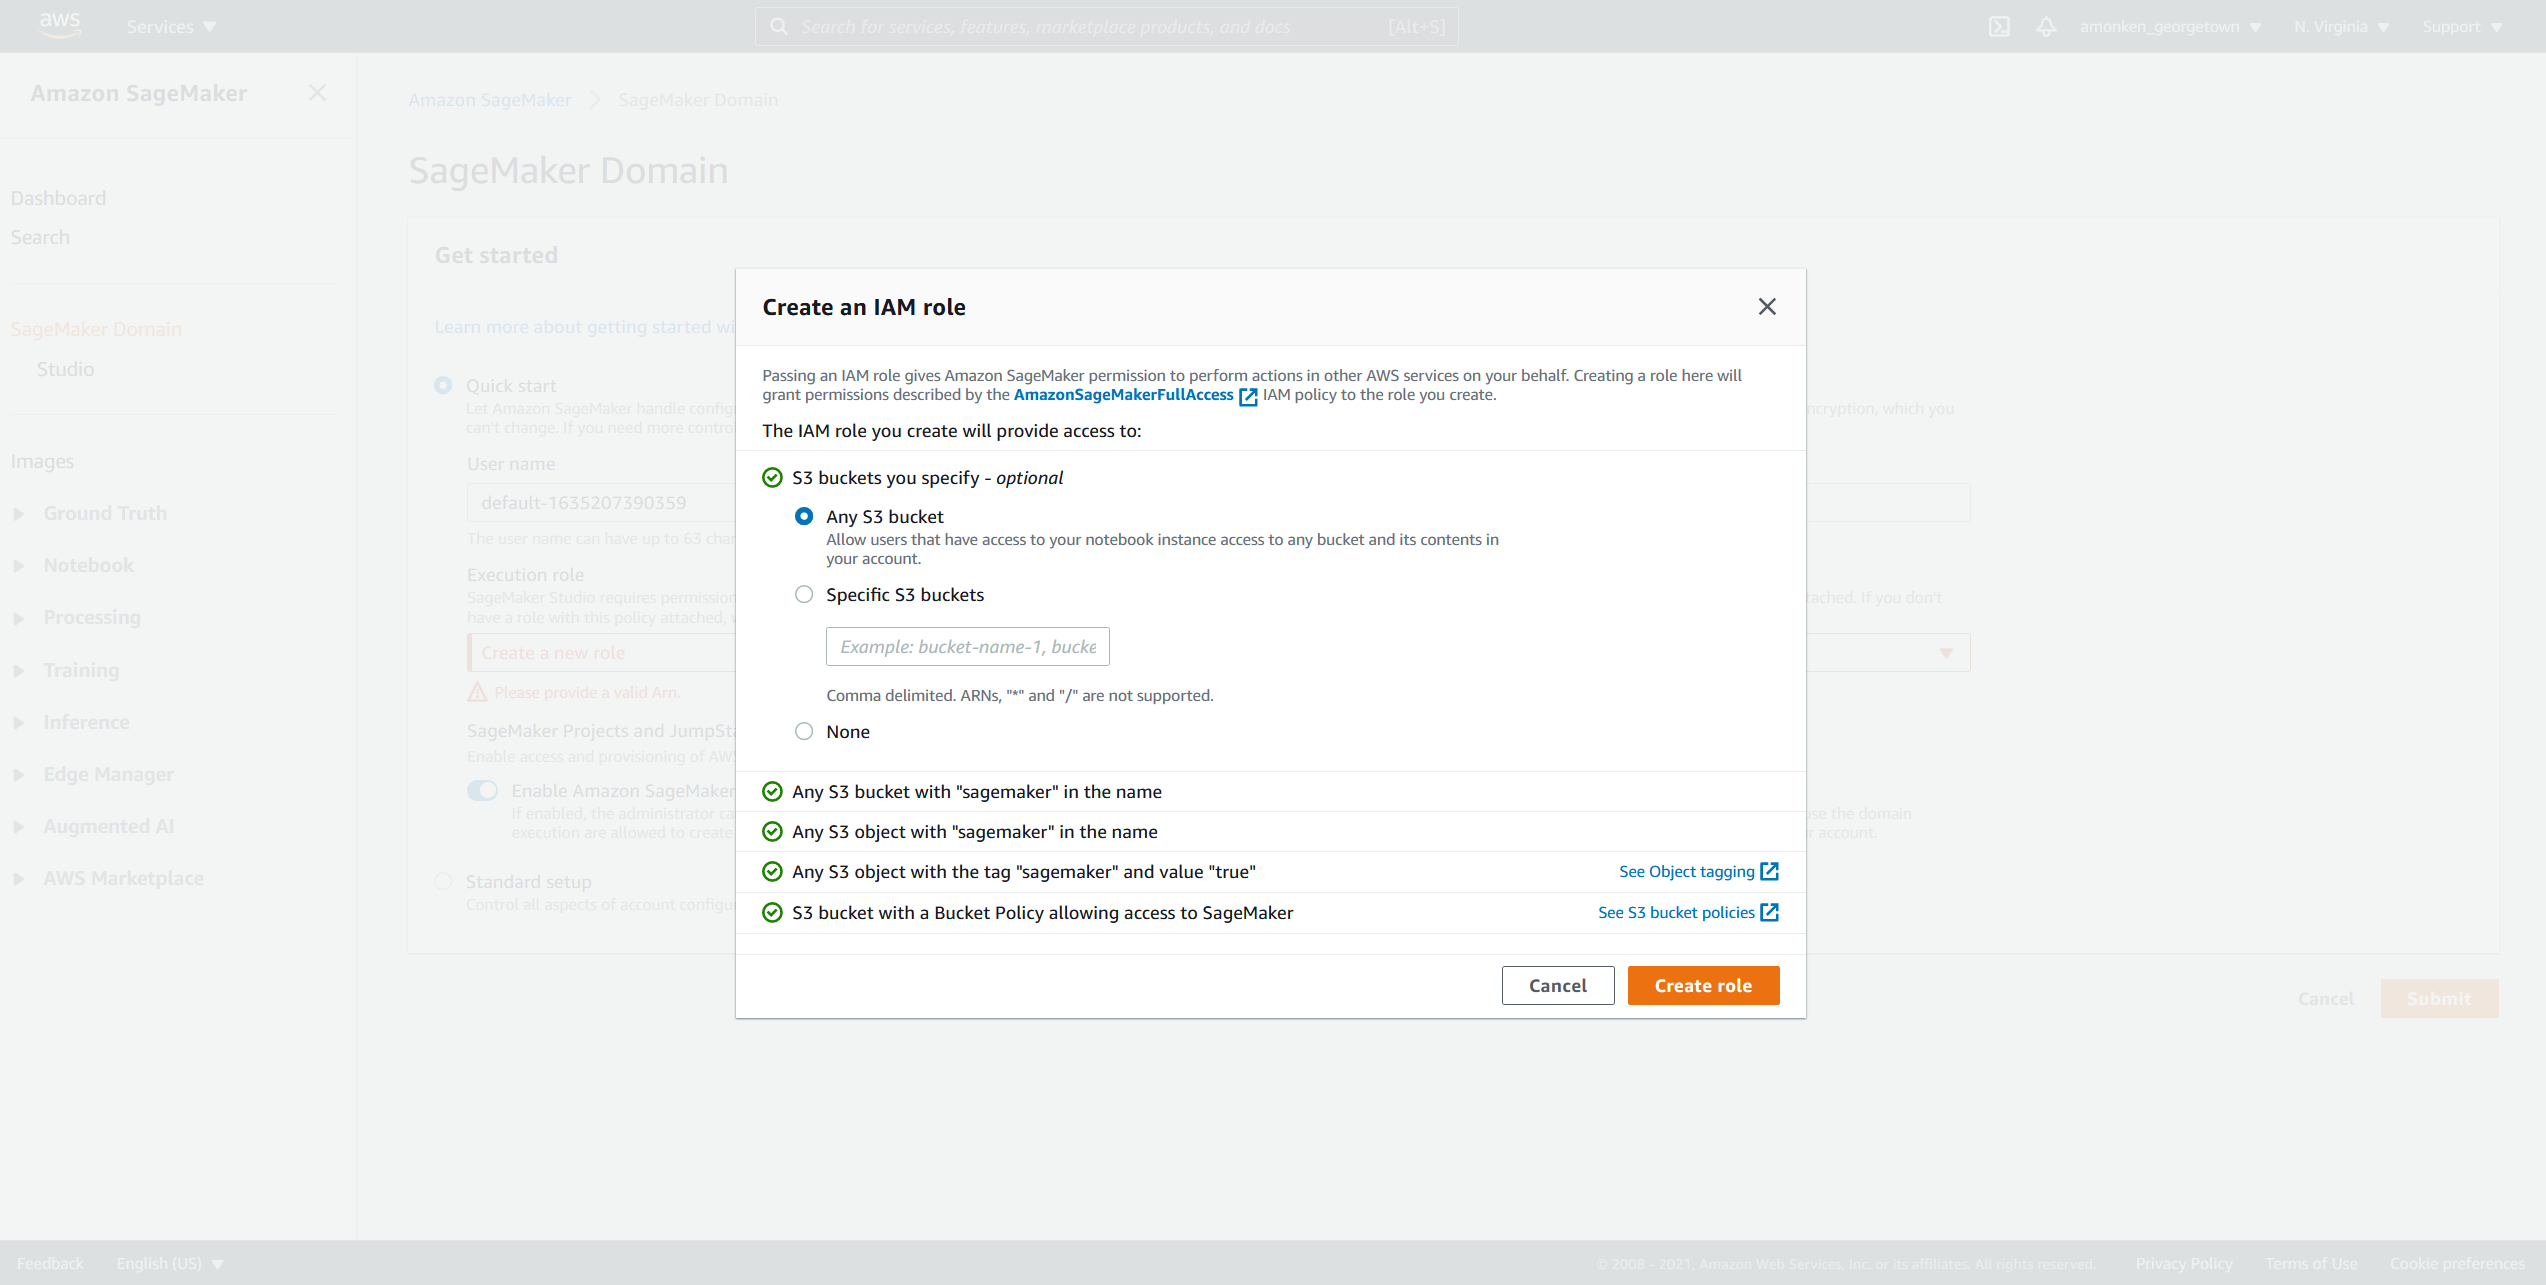 aws
Services
Search for services, features, marketplace products, and docs
[Alt+S]
amonken_georgetown
N. Virginia
Support
Amazon SageMaker
Dashboard
Search
SageMaker Domain
Studio
Images
Ground Truth
Notebook
Processing
Training
Inference
Edge Manager
Augmented AI
AWS Marketplace
Amazon SageMaker
SageMaker Domain
SageMaker Domain
Get started
Learn more about getting started wi
Quick start
Let Amazon SageMaker handle config
ncryption, which you
can't change. If you need more contro
User name
default-1635207390359
The user name can have up to 63 char
Execution role
SageMaker Studio requires permission
tached. If you don't
have a role with this policy attached,
Create a new role
Please provide a valid Arn.
SageMaker Projects and JumpSta
Enable access and provisioning of AWS
Enable Amazon SageMaker
If enabled, the administrator ca
use the domain
execution are allowed to create
r account.
Standard setup
Control all aspects of account configu
Create an IAM role
Passing an IAM role gives Amazon SageMaker permission to perform actions in other AWS services on your behalf. Creating a role here will
grant permissions described by the AmazonSageMakerFullAccess IAM policy to the role you create.
The IAM role you create will provide access to:
S3 buckets you specify - optional
Any S3 bucket
Allow users that have access to your notebook instance access to any bucket and its contents in
your account.
Specific S3 buckets
Example: bucket-name-1, bucke
Comma delimited. ARNs, "*" and "/" are not supported.
None
Any S3 bucket with "sagemaker" in the name
Any S3 object with "sagemaker" in the name
Any S3 object with the tag "sagemaker" and value "true"
See Object tagging
S3 bucket with a Bucket Policy allowing access to SageMaker
See S3 bucket policies
Cancel
Create role
Cancel
Submit
Feedback
English (US)
© 2008 - 2021, Amazon Web Services, Inc. or its affiliates. All rights reserved.
Privacy Policy
Terms of Use
Cookie preferences